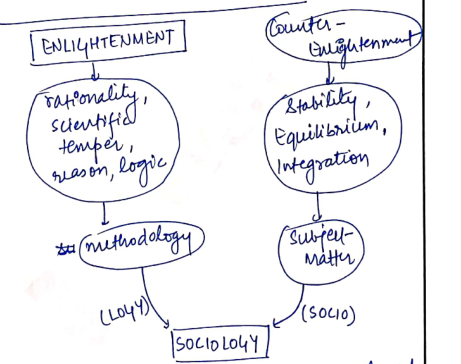 ENLIGHTENMENT
Counter-
Enlightenment
rationality,
scientific
temper,
reason, logic
Stability,
Equilibrium,
Integration
methodology
Subject-
Matter
(LOGY)
(SOCIO)
SOCIOLOGY